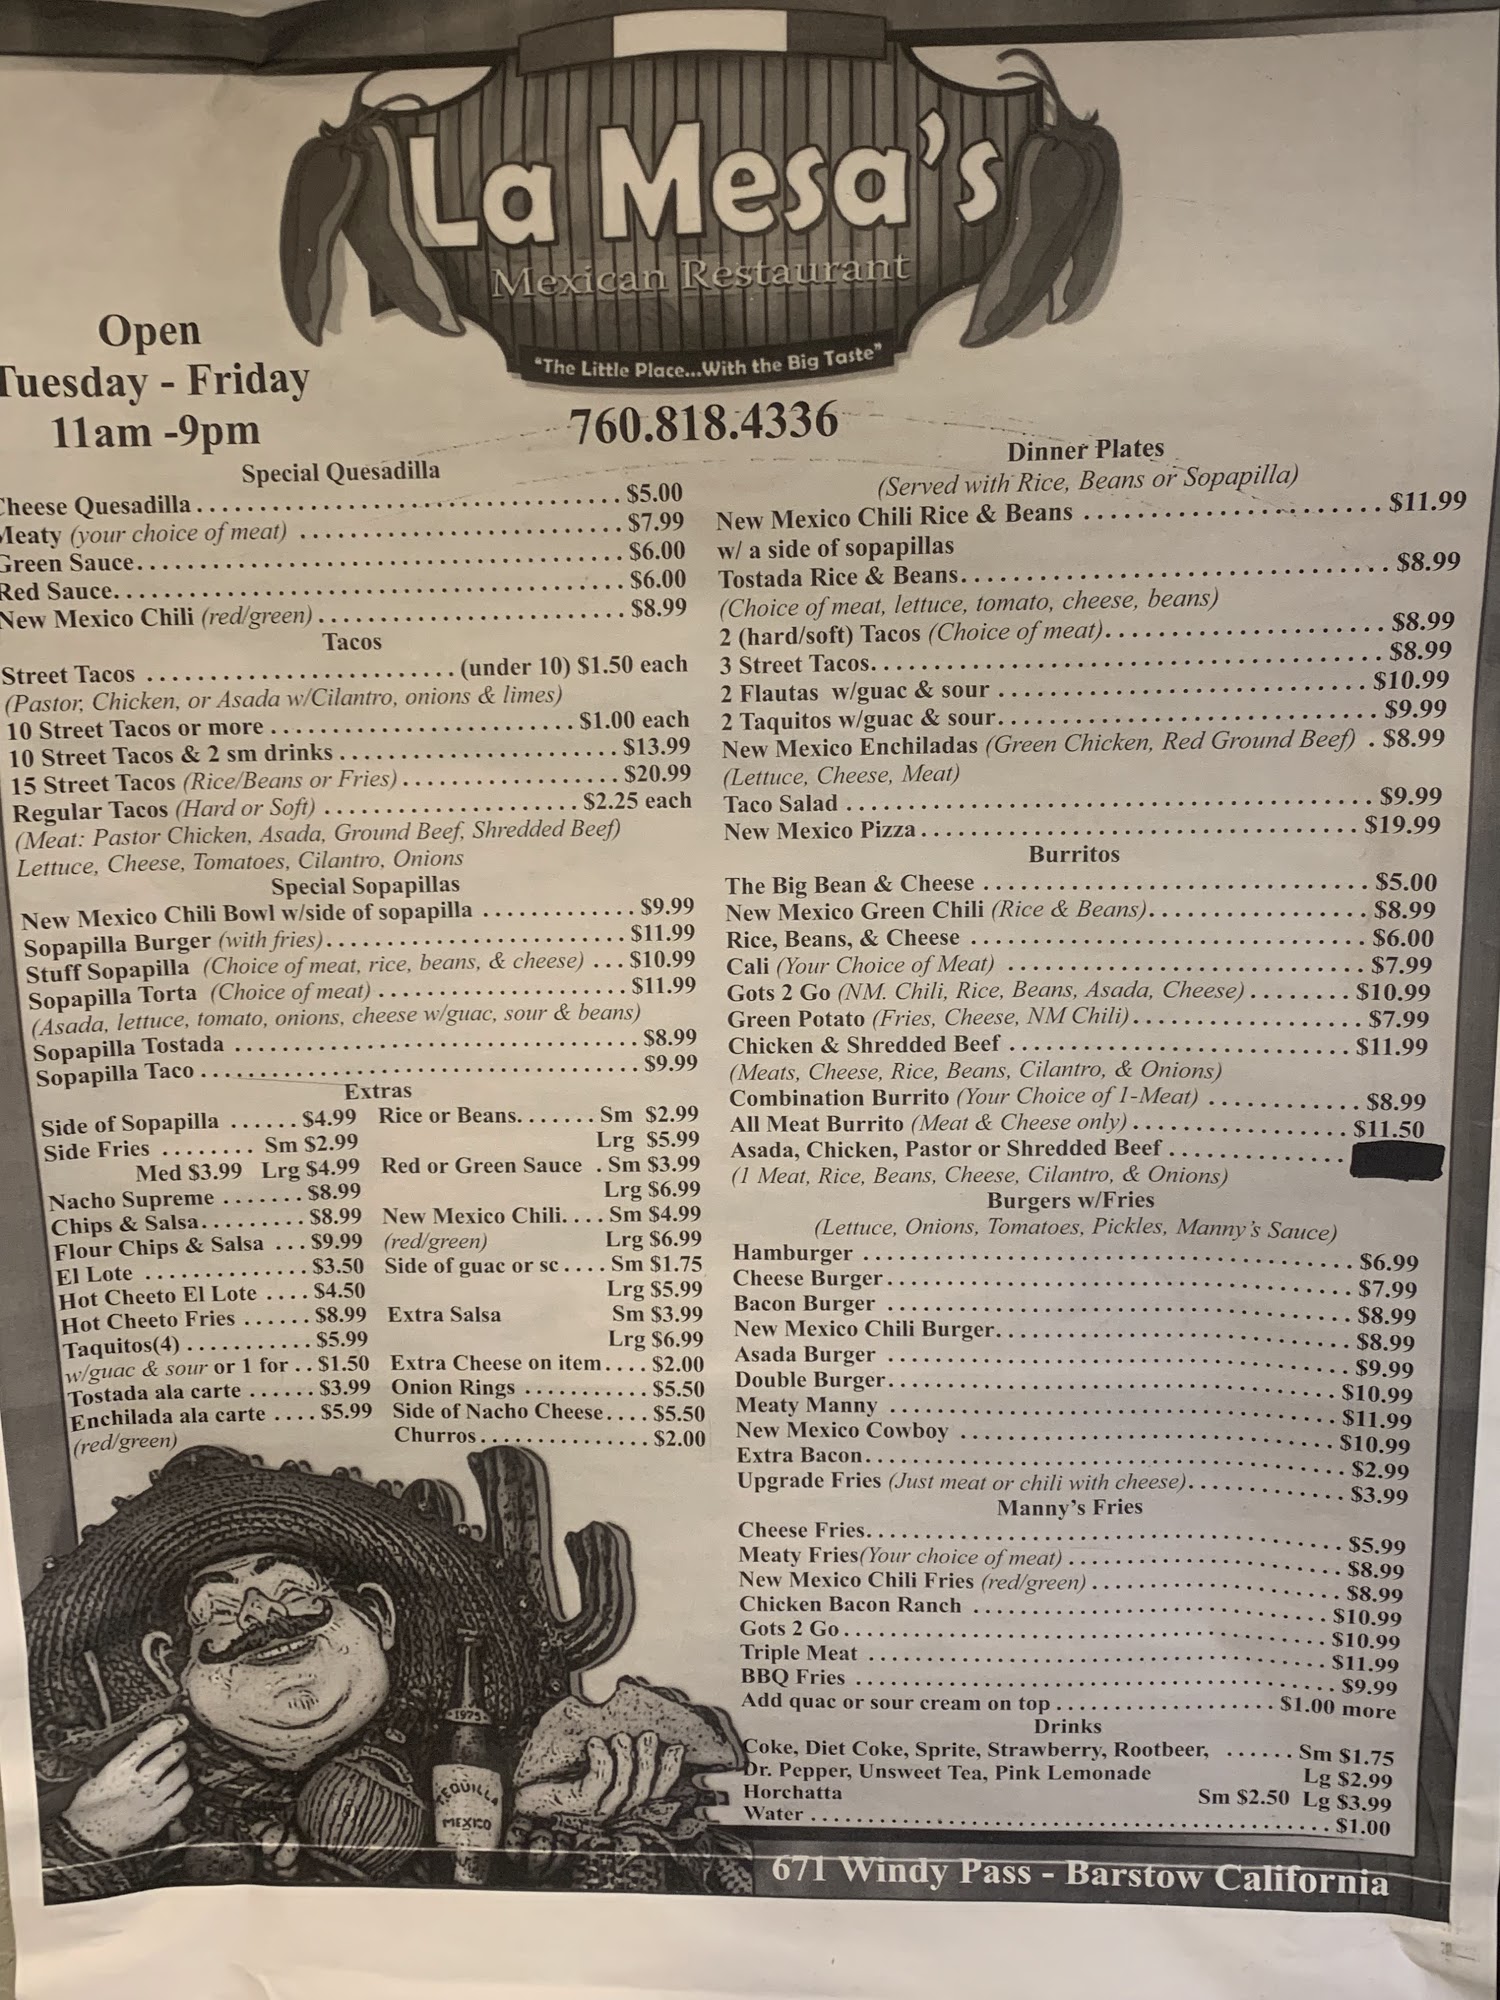 La Mesa's
Mexican Restaurant
"The Little Place...With the Big Taste"
760.818.4336
Open
Tuesday - Friday
11am -9pm
Special Quesadilla
Cheese Quesadilla $5.00
Meaty (your choice of meat) $7.99
Green Sauce $6.00
Red Sauce $6.00
New Mexico Chili (red/green) $8.99
Tacos
Street Tacos (under 10) $1.50 each
(Pastor, Chicken, or Asada w/Cilantro, onions & limes)
10 Street Tacos or more $1.00 each
10 Street Tacos & 2 sm drinks $13.99
15 Street Tacos (Rice/Beans or Fries) $20.99
Regular Tacos (Hard or Soft) $2.25 each
(Meat: Pastor Chicken, Asada, Ground Beef, Shredded Beef)
Lettuce, Cheese, Tomatoes, Cilantro, Onions
Special Sopapillas
New Mexico Chili Bowl w/side of sopapilla $9.99
Sopapilla Burger (with fries) $11.99
Stuff Sopapilla (Choice of meat, rice, beans, & cheese) $10.99
Sopapilla Torta (Choice of meat) $11.99
(Asada, lettuce, tomato, onions, cheese w/guac, sour & beans)
Sopapilla Tostada $8.99
Sopapilla Taco $9.99
Extras
Side of Sopapilla $4.99
Side Fries Sm $2.99
Med $3.99 Lrg $4.99
Nacho Supreme $8.99
Chips & Salsa $8.99
Flour Chips & Salsa $9.99
El Lote $3.50
Hot Cheeto El Lote $4.50
Hot Cheeto Fries $8.99
Taquitos(4) $5.99
w/guac & sour or 1 for $1.50
Tostada ala carte $3.99
Enchilada ala carte $5.99
(red/green)
Rice or Beans Sm $2.99
Lrg $5.99
Red or Green Sauce Sm $3.99
Lrg $6.99
New Mexico Chili Sm $4.99
(red/green) Lrg $6.99
Side of guac or sc Sm $1.75
Lrg $5.99
Extra Salsa Sm $3.99
Lrg $6.99
Extra Cheese on item $2.00
Onion Rings $5.50
Side of Nacho Cheese $5.50
Churros $2.00
Dinner Plates
(Served with Rice, Beans or Sopapilla)
New Mexico Chili Rice & Beans $11.99
w/ a side of sopapillas
Tostada Rice & Beans $8.99
(Choice of meat, lettuce, tomato, cheese, beans)
2 (hard/soft) Tacos (Choice of meat) $8.99
3 Street Tacos $8.99
2 Flautas w/guac & sour $10.99
2 Taquitos w/guac & sour $9.99
New Mexico Enchiladas (Green Chicken, Red Ground Beef) $8.99
(Lettuce, Cheese, Meat)
Taco Salad $9.99
New Mexico Pizza $19.99
Burritos
The Big Bean & Cheese $5.00
New Mexico Green Chili (Rice & Beans) $8.99
Rice, Beans, & Cheese $6.00
Cali (Your Choice of Meat) $7.99
Gots 2 Go (NM. Chili, Rice, Beans, Asada, Cheese) $10.99
Green Potato (Fries, Cheese, NM Chili) $7.99
Chicken & Shredded Beef $11.99
(Meats, Cheese, Rice, Beans, Cilantro, & Onions)
Combination Burrito (Your Choice of 1-Meat) $8.99
All Meat Burrito (Meat & Cheese only) $11.50
Asada, Chicken, Pastor or Shredded Beef
(1 Meat, Rice, Beans, Cheese, Cilantro, & Onions)
Burgers w/Fries
(Lettuce, Onions, Tomatoes, Pickles, Manny's Sauce)
Hamburger $6.99
Cheese Burger $7.99
Bacon Burger $8.99
New Mexico Chili Burger $8.99
Asada Burger $9.99
Double Burger $10.99
Meaty Manny $11.99
New Mexico Cowboy $10.99
Extra Bacon $2.99
Upgrade Fries (Just meat or chili with cheese) $3.99
Manny's Fries
Cheese Fries $5.99
Meaty Fries(Your choice of meat) $8.99
New Mexico Chili Fries (red/green) $8.99
Chicken Bacon Ranch $10.99
Gots 2 Go $10.99
Triple Meat $11.99
BBQ Fries $9.99
Add quac or sour cream on top $1.00 more
Drinks
Coke, Diet Coke, Sprite, Strawberry, Rootbeer, Sm $1.75
Dr. Pepper, Unsweet Tea, Pink Lemonade Lg $2.99
Horchatta Sm $2.50 Lg $3.99
Water $1.00
1975
TEQUILLA
MEXICO
671 Windy Pass - Barstow California